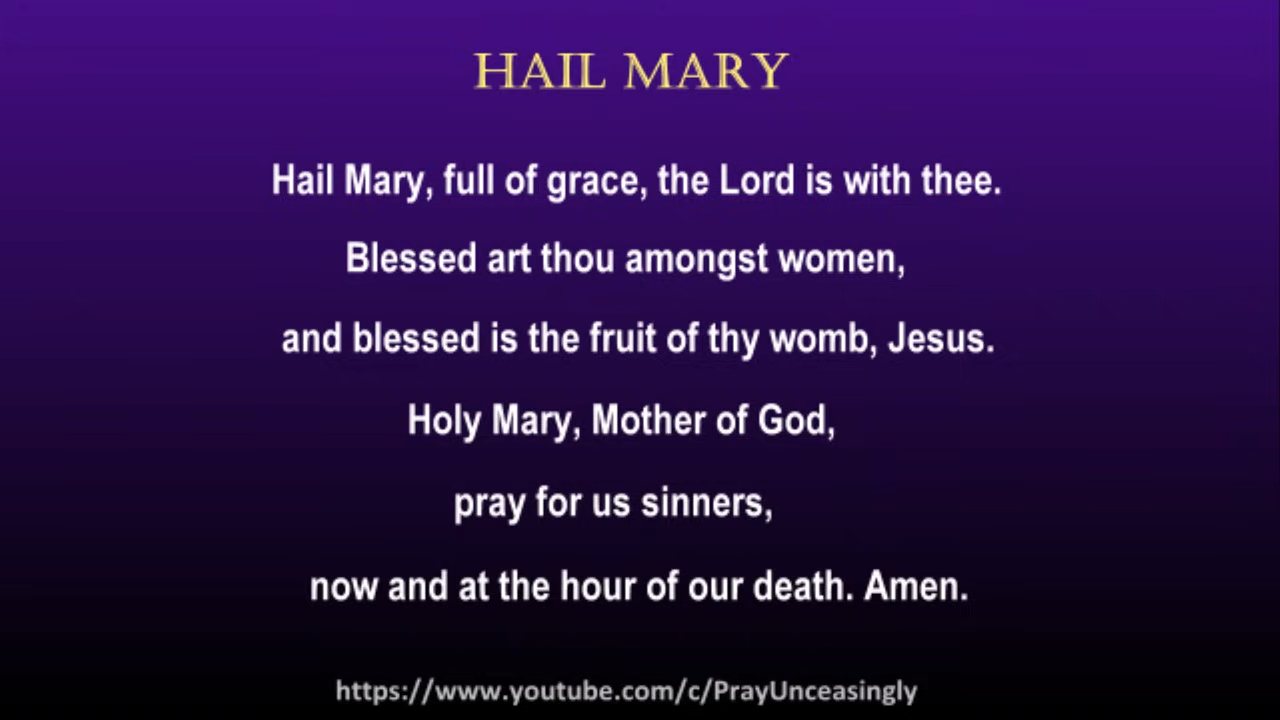 HAIL MARY
Hail Mary, full of grace, the Lord is with thee.
Blessed art thou amongst women,
and blessed is the fruit of thy womb, Jesus.
Holy Mary, Mother of God,
pray for us sinners,
now and at the hour of our death. Amen.
https://www.youtube.com/c/PrayUnceasingly